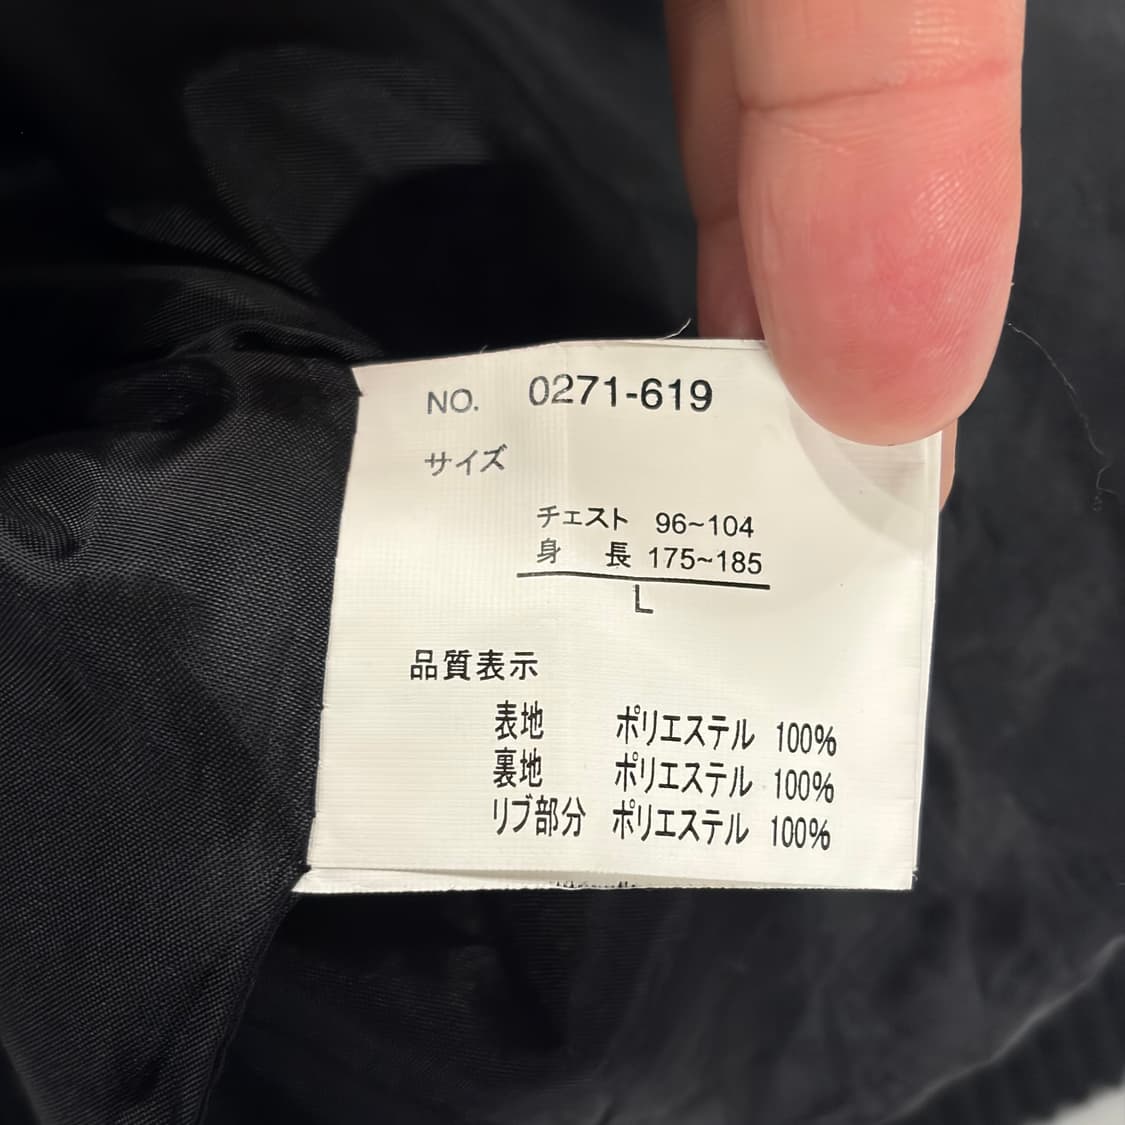 NO. 0271-619
サイズ
チェスト 96~104
身 長 175~185
L
品質表示
表地 ポリエステル 100%
裏地 ポリエステル 100%
リブ部分 ポリエステル 100%